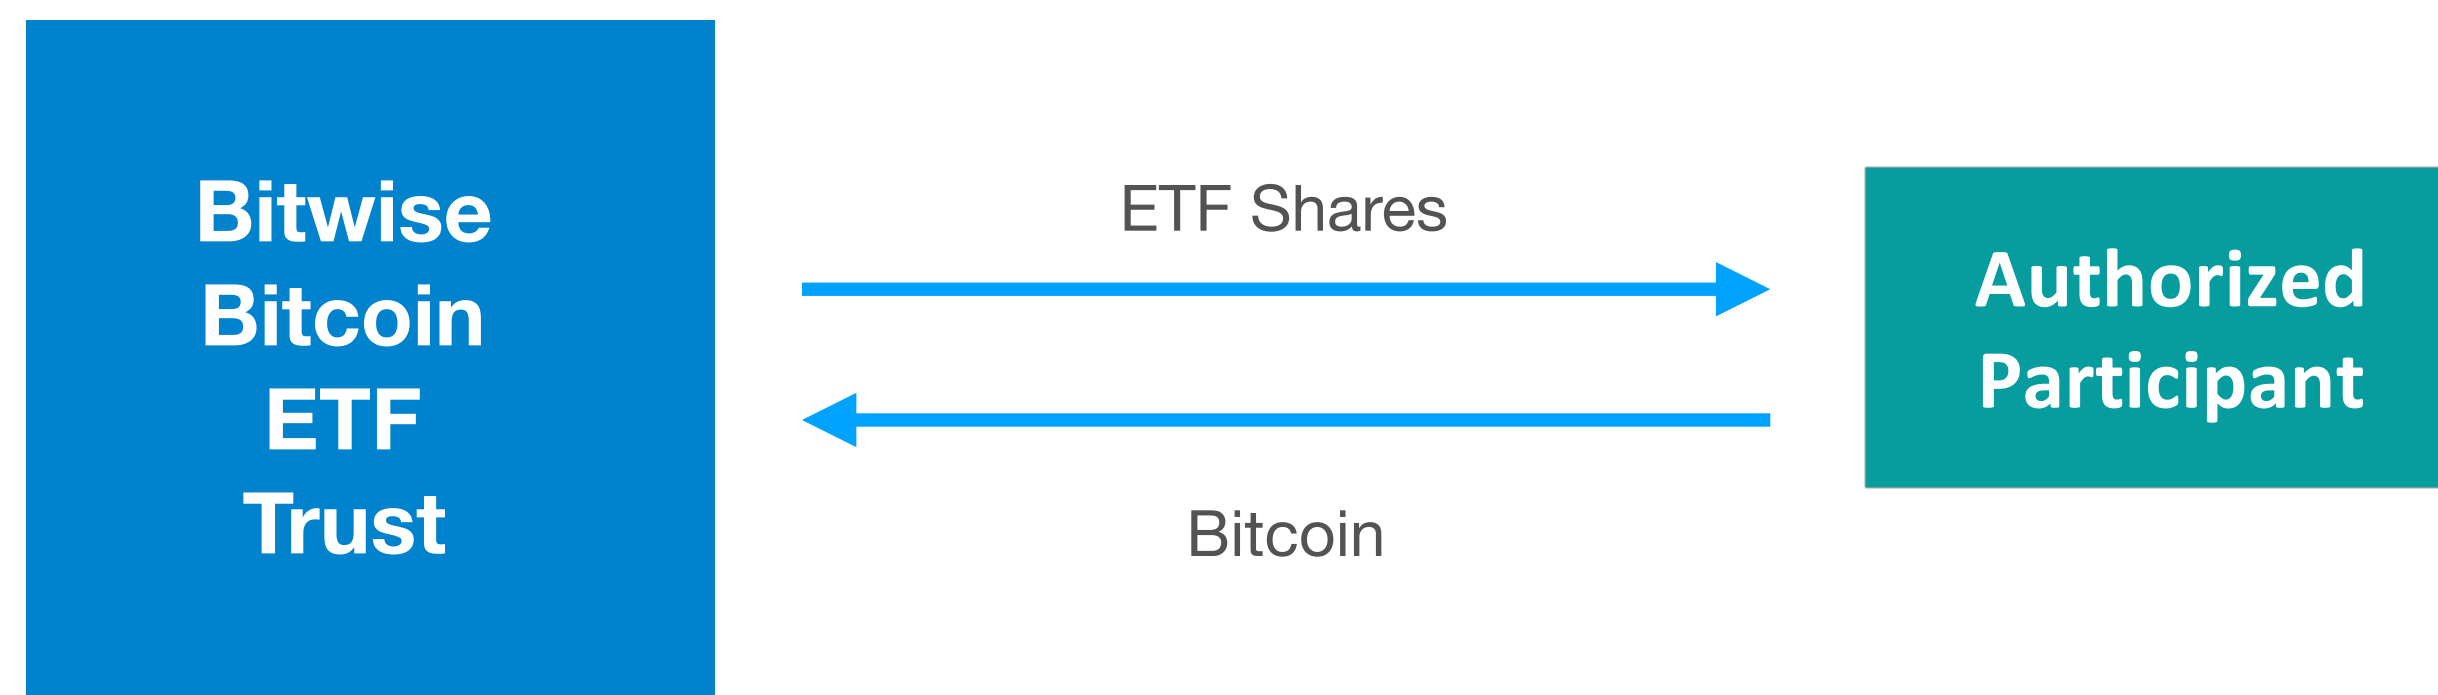 Bitwise
Bitcoin
ETF
Trust
ETF Shares
Bitcoin
Authorized
Participant